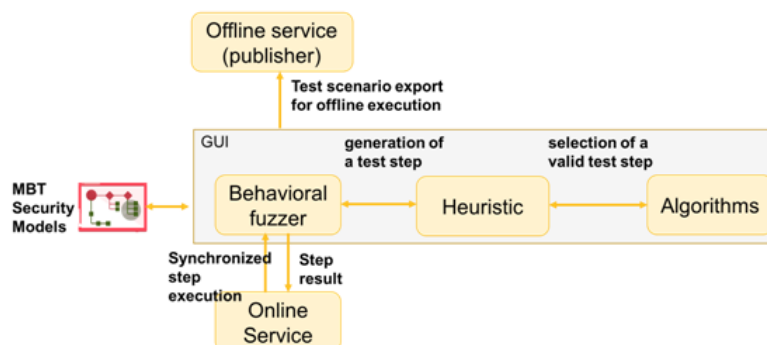 Offline service
(publisher)
Test scenario export
for offline execution
GUI
generation of
a test step
selection of a
valid test step
MBT
Security
Models
Behavioral
fuzzer
Heuristic
Algorithms
Synchronized
step
execution
Step
result
Online
Service